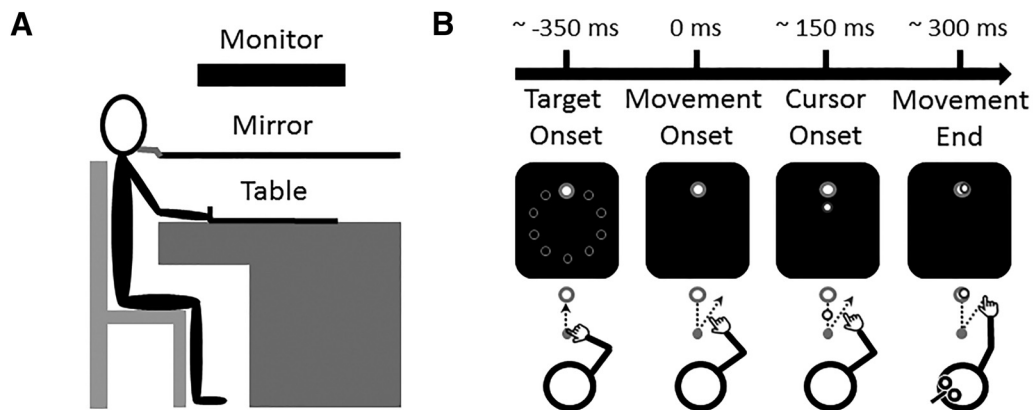 A
Monitor
Mirror
Table
B
~ -350 ms
0 ms
~ 150 ms
~ 300 ms
Target
Onset
Movement
Onset
Cursor
Onset
Movement
End